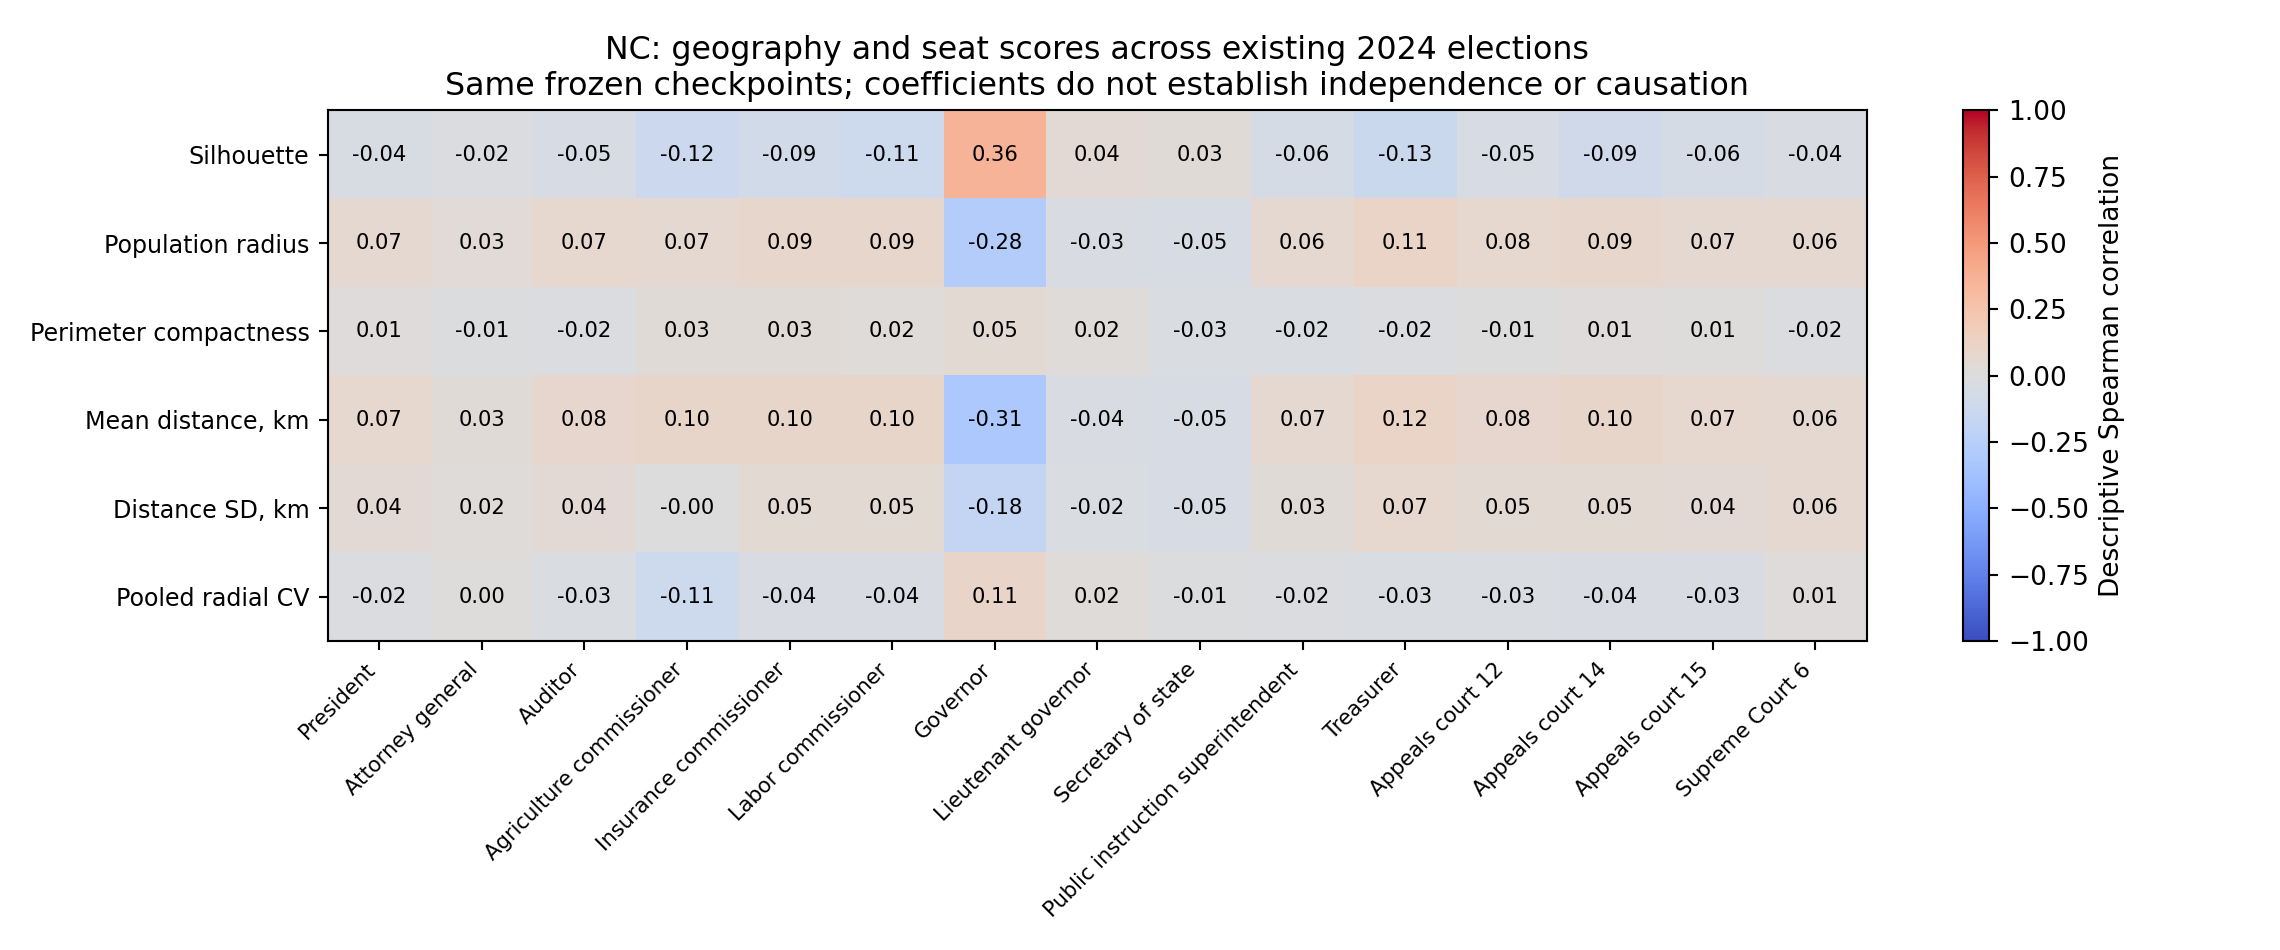 NC: geography and seat scores across existing 2024 elections
Same frozen checkpoints; coefficients do not establish independence or causation
Silhouette -0.04 -0.02 -0.05 -0.12 -0.09 -0.11 0.36 0.04 0.03 -0.06 -0.13 -0.05 -0.09 -0.06 -0.04
Population radius 0.07 0.03 0.07 0.07 0.09 0.09 -0.28 -0.03 -0.05 0.06 0.11 0.08 0.09 0.07 0.06
Perimeter compactness 0.01 -0.01 -0.02 0.03 0.03 0.02 0.05 0.02 -0.03 -0.02 -0.02 -0.01 0.01 0.01 -0.02
Mean distance, km 0.07 0.03 0.08 0.10 0.10 0.10 -0.31 -0.04 -0.05 0.07 0.12 0.08 0.10 0.07 0.06
Distance SD, km 0.04 0.02 0.04 -0.00 0.05 0.05 -0.18 -0.02 -0.05 0.03 0.07 0.05 0.05 0.04 0.06
Pooled radial CV -0.02 0.00 -0.03 -0.11 -0.04 -0.04 0.11 0.02 -0.01 -0.02 -0.03 -0.03 -0.04 -0.03 0.01
President
Attorney general
Auditor
Agriculture commissioner
Insurance commissioner
Labor commissioner
Governor
Lieutenant governor
Secretary of state
Public instruction superintendent
Treasurer
Appeals court 12
Appeals court 14
Appeals court 15
Supreme Court 6
1.00
0.75
0.50
0.25
0.00
−0.25
−0.50
−0.75
−1.00
Descriptive Spearman correlation